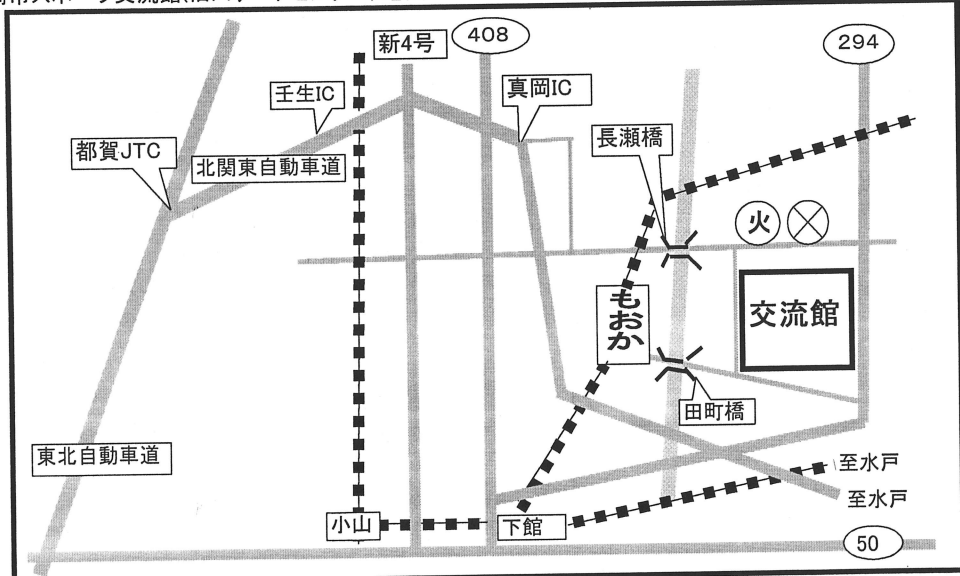 新4号
408
294
壬生IC
真岡IC
長瀬橋
都賀JTC
北関東自動車道
火
もおか
交流館
田町橋
東北自動車道
至水戸
至水戸
小山
下館
50